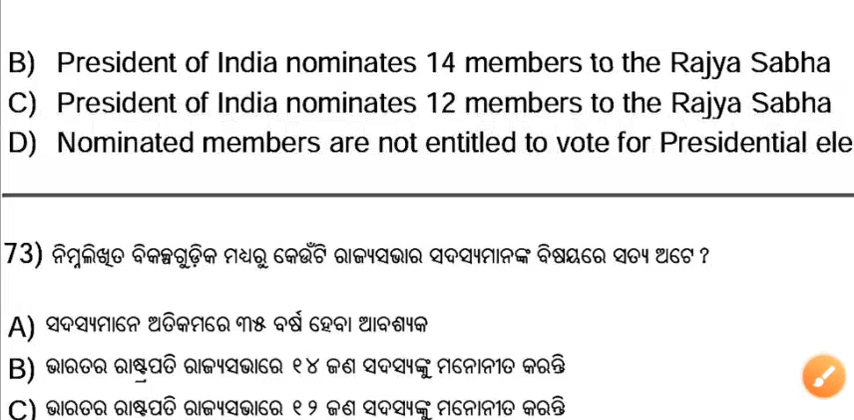 B) President of India nominates 14 members to the Rajya Sabha
C) President of India nominates 12 members to the Rajya Sabha
D) Nominated members are not entitled to vote for Presidential ele
73) ନିମ୍ନଲିଖିତ ବିକଳ୍ପଗୁଡ଼ିକ ମଧ୍ୟରୁ କେଉଁଟି ରାଜ୍ୟସଭାର ସଦସ୍ୟମାନଙ୍କ ବିଷୟରେ ସତ୍ୟ ଅଟେ ?
A) ସଦସ୍ୟମାନେ ଅତିକମରେ ୩୫ ବର୍ଷ ହେବା ଆବଶ୍ୟକ
B) ଭାରତର ରାଷ୍ଟ୍ରପତି ରାଜ୍ୟସଭାରେ ୧୪ ଜଣ ସଦସ୍ୟଙ୍କୁ ମନୋନୀତ କରନ୍ତି
C) ଭାରତର ରାଷ୍ଟ୍ରପତି ରାଜ୍ୟସଭାରେ ୧୨ ଜଣ ସଦସ୍ୟଙ୍କୁ ମନୋନୀତ କରନ୍ତି